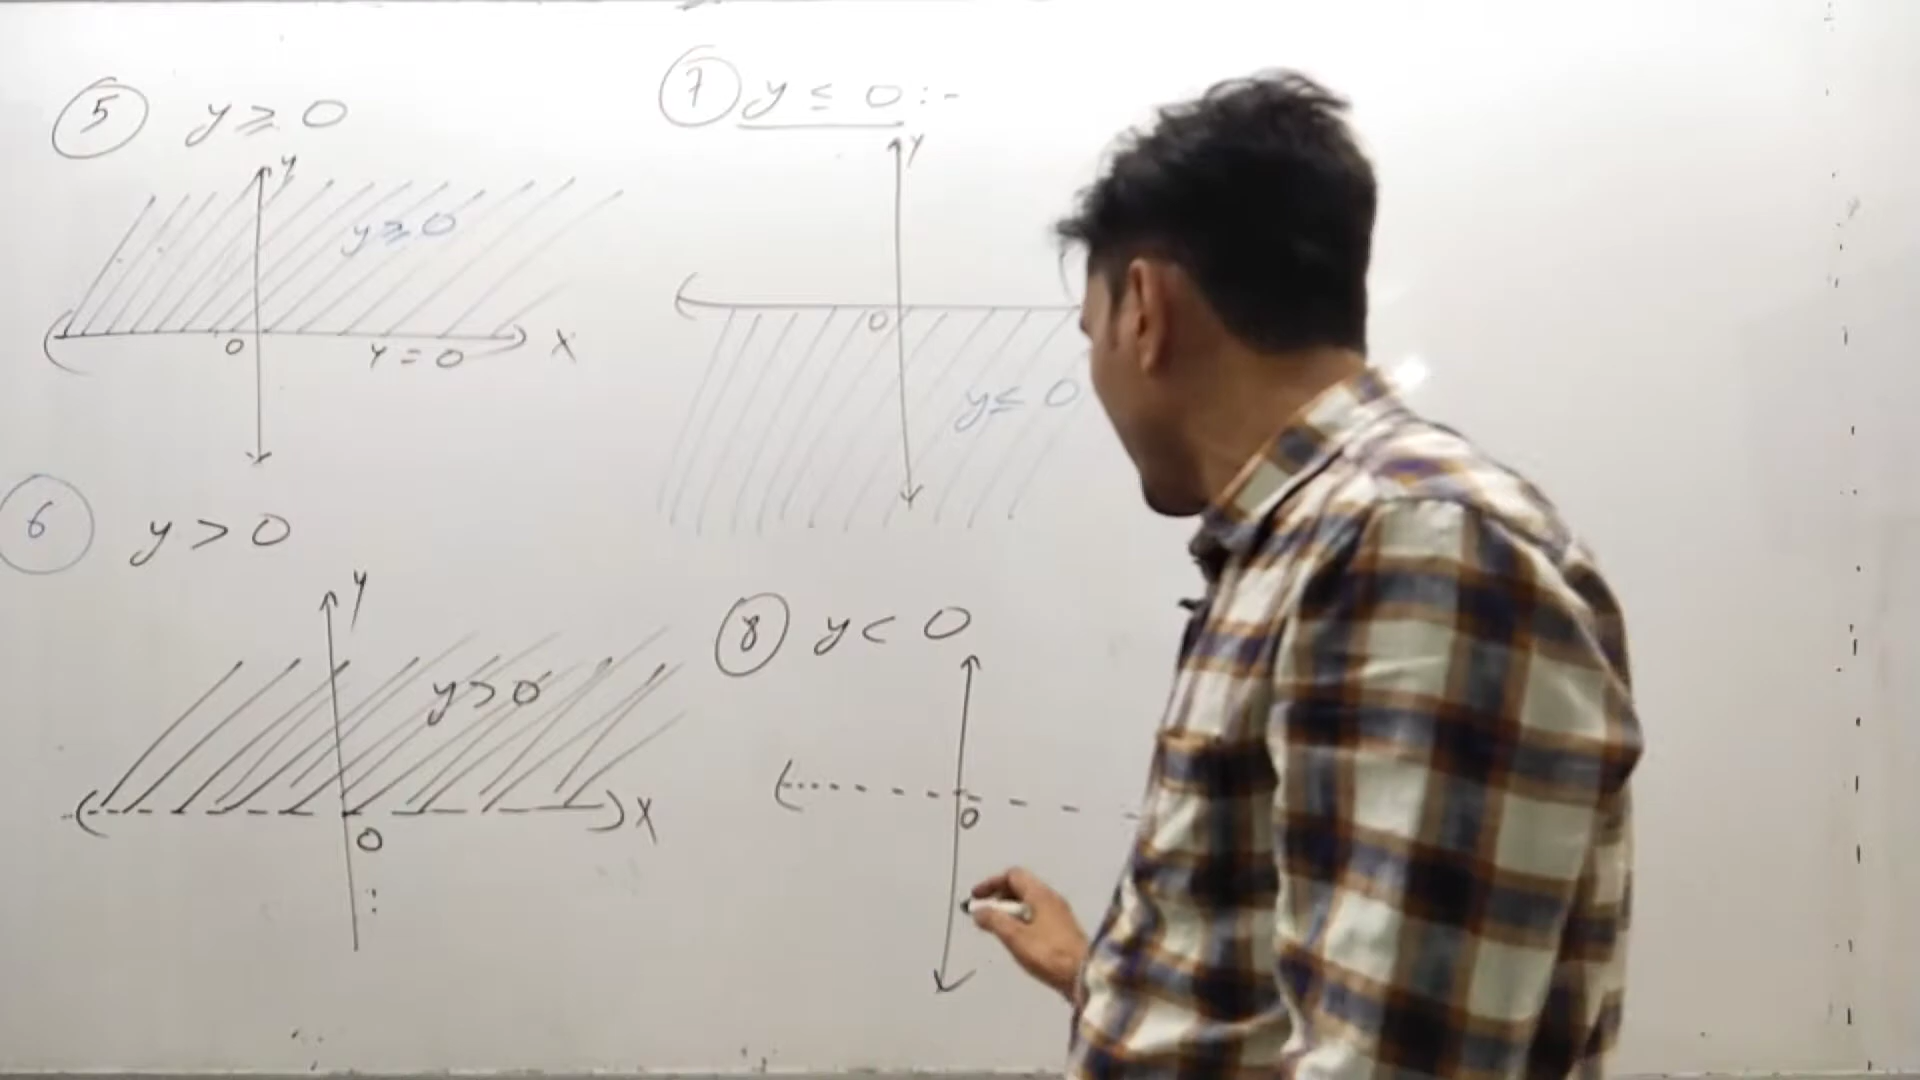 5 y ≥ 0
Y
y ≥ 0
0
Y = 0
X
6 y > 0
Y
y > 0
X
0
7 y ≤ 0 :-
Y
0
y ≤ 0
8 y < 0
0